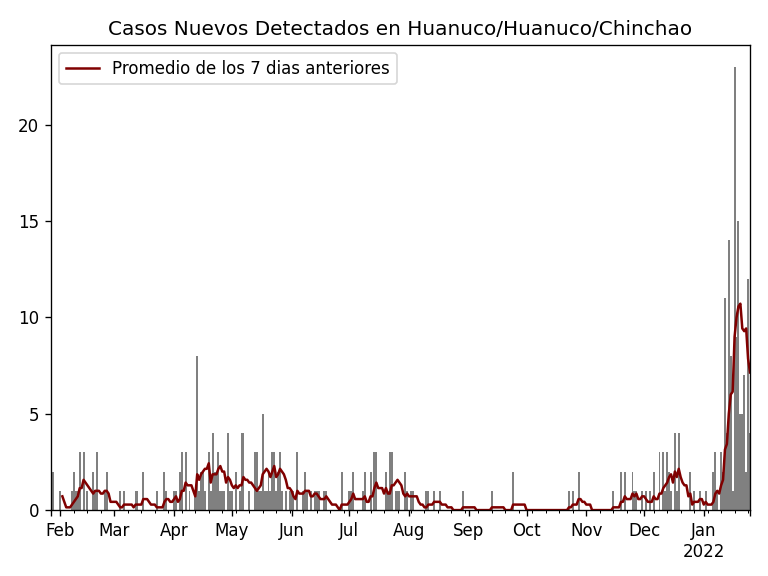 Casos Nuevos Detectados en Huanuco/Huanuco/Chinchao
Promedio de los 7 dias anteriores
20
15
10
5
0
Feb Mar Apr May Jun Jul Aug Sep Oct Nov Dec Jan
2022